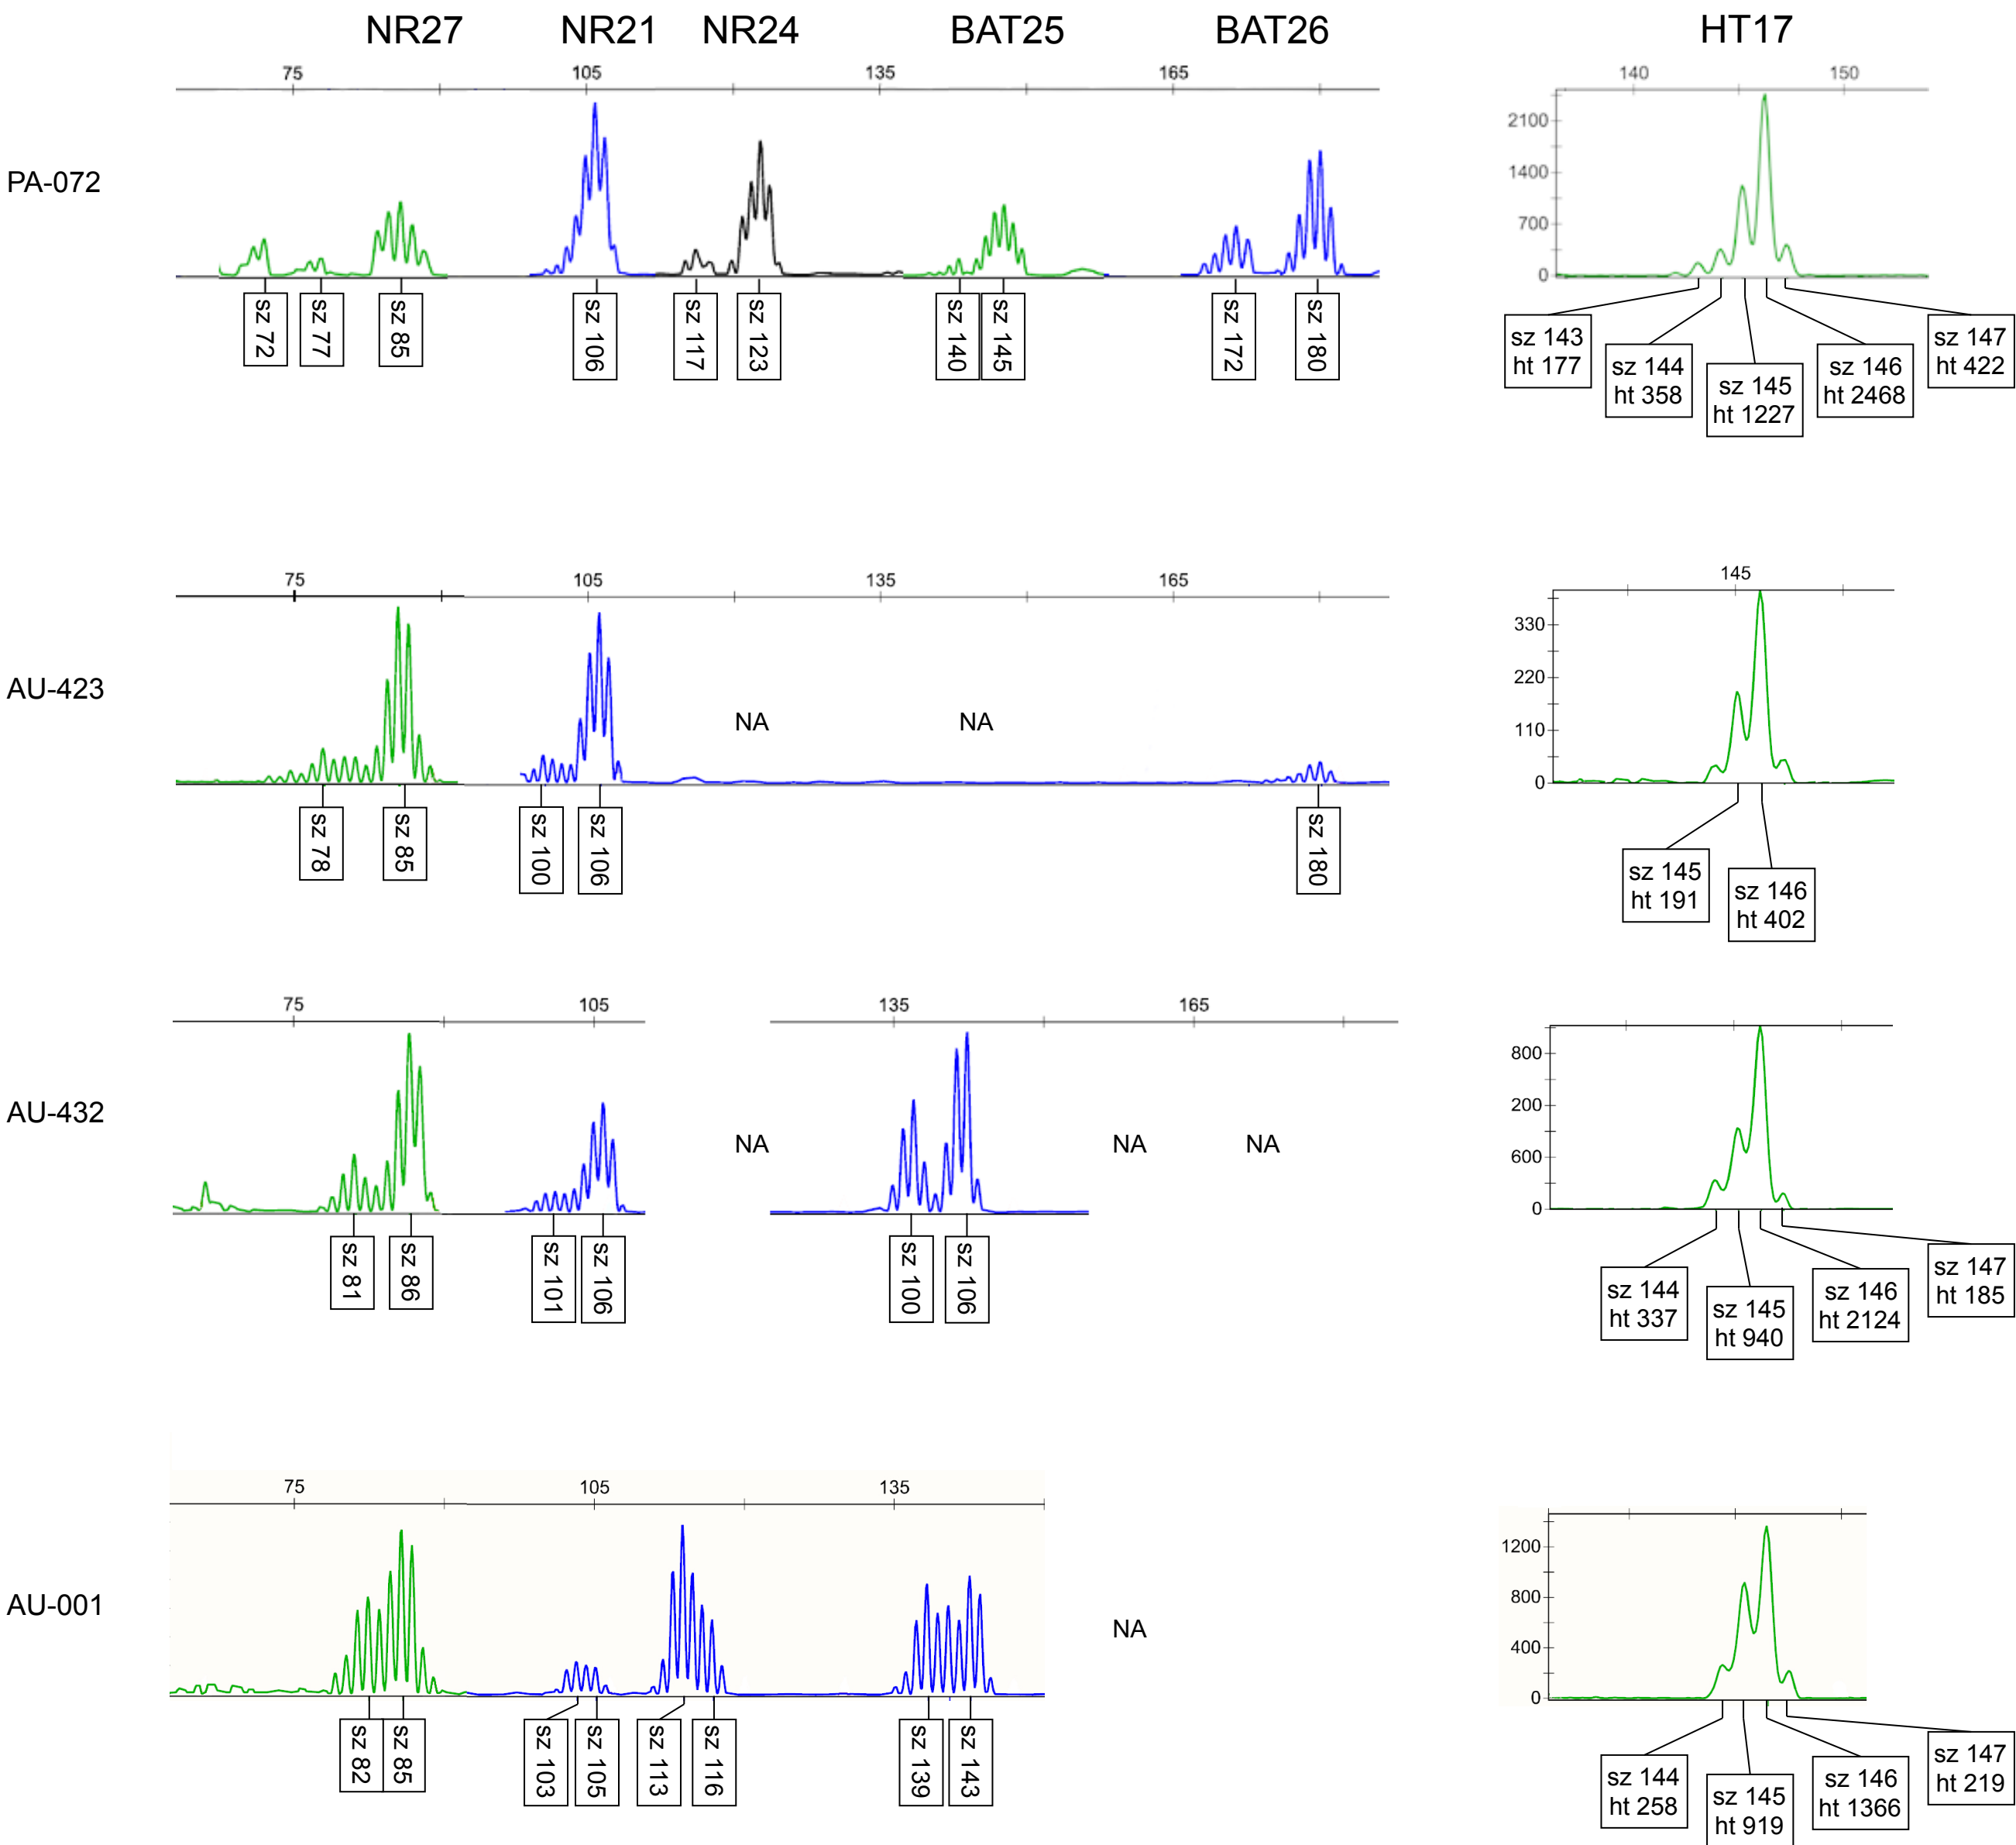 NR27 NR21 NR24 BAT25 BAT26 HT17
75 105 135 165 140 150
PA-072
2100
1400
700
0
sz 72 sz 77 sz 85 sz 106 sz 117 sz 123 sz 140 sz 145 sz 172 sz 180
sz 143
ht 177
sz 144
ht 358
sz 145
ht 1227
sz 146
ht 2468
sz 147
ht 422
75 105 135 165 145
AU-423
NA NA
330
220
110
0
sz 78 sz 85 sz 100 sz 106 sz 180
sz 145
ht 191
sz 146
ht 402
75 105 135 165
AU-432
NA NA NA
800
200
600
0
sz 81 sz 86 sz 101 sz 106 sz 100 sz 106
sz 144
ht 337
sz 145
ht 940
sz 146
ht 2124
sz 147
ht 185
75 105 135
AU-001
NA
1200
800
400
0
sz 82 sz 85 sz 103 sz 105 sz 113 sz 116 sz 139 sz 143
sz 144
ht 258
sz 145
ht 919
sz 146
ht 1366
sz 147
ht 219